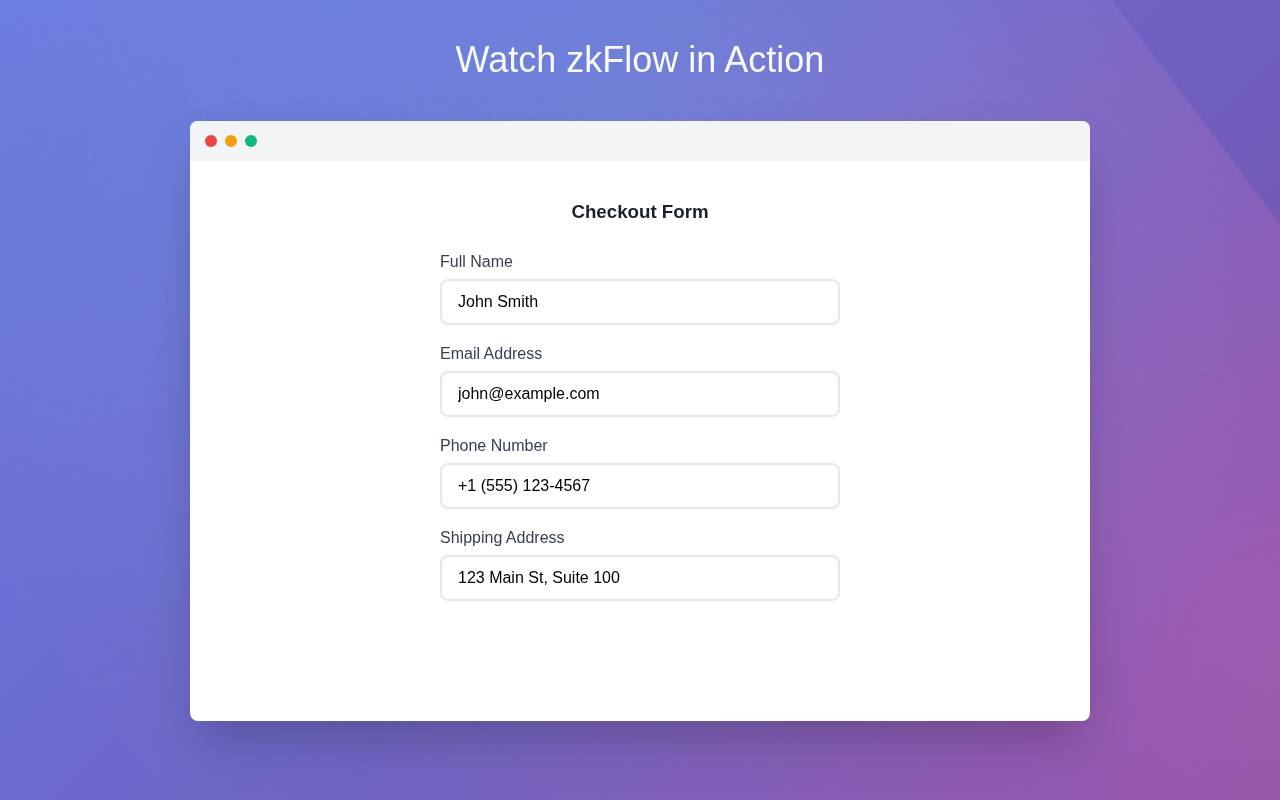 Watch zkFlow in Action
Checkout Form
Full Name
John Smith
Email Address
john@example.com
Phone Number
+1 (555) 123-4567
Shipping Address
123 Main St, Suite 100